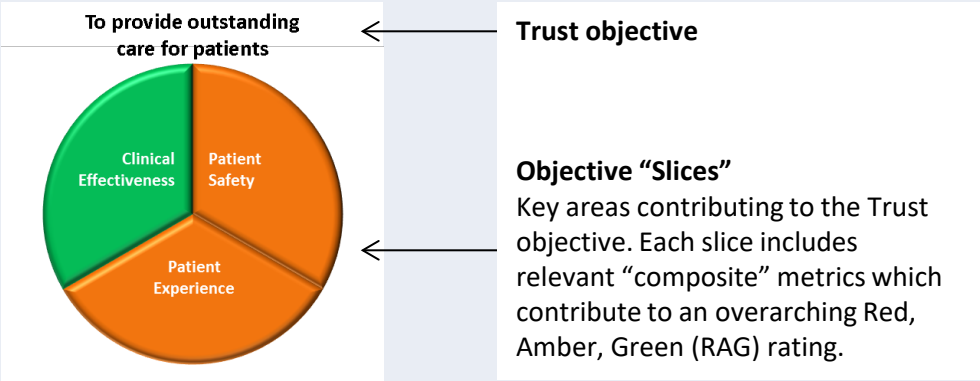 To provide outstanding
care for patients
Clinical
Effectiveness
Patient
Safety
Patient
Experience
Trust objective
Objective “Slices”
Key areas contributing to the Trust
objective. Each slice includes
relevant “composite” metrics which
contribute to an overarching Red,
Amber, Green (RAG) rating.